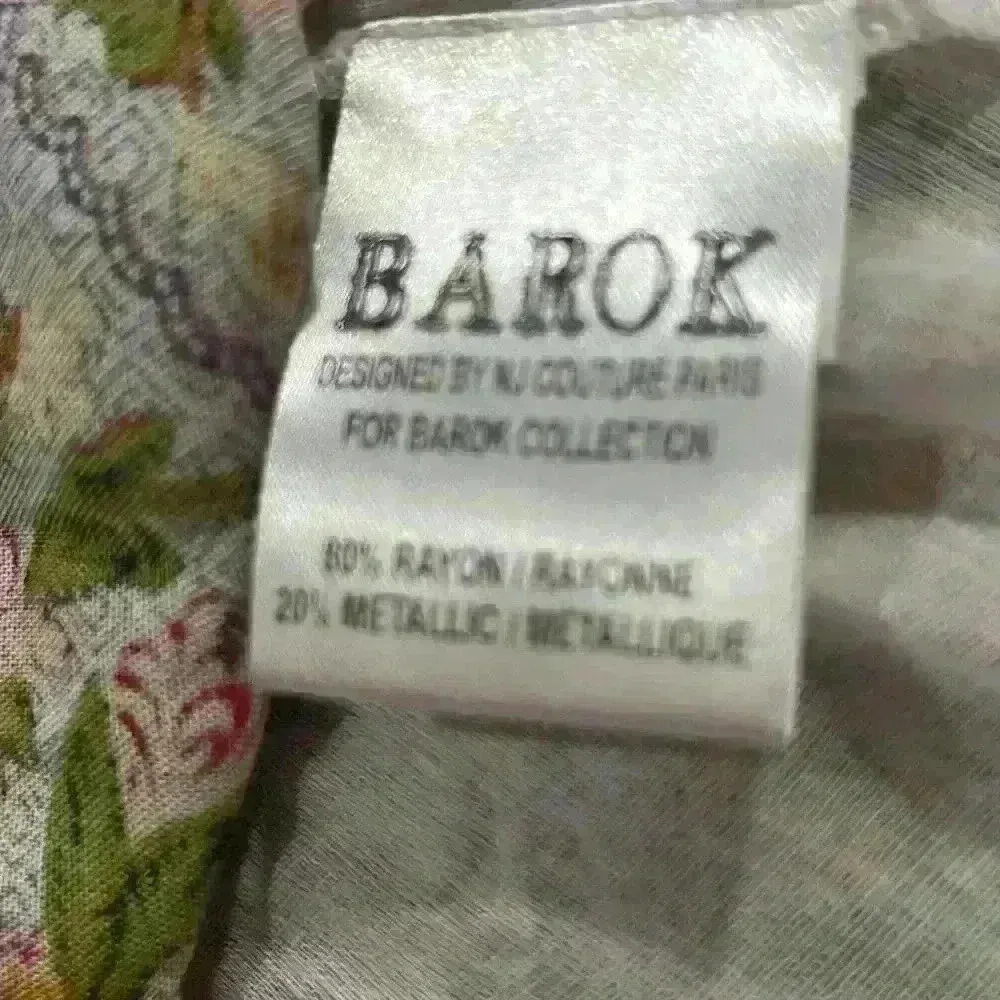 BAROK
DESIGNED BY NJ COUTURE PARIS
FOR BAROK COLLECTION
80% RAYON / RAYONNE
20% METALLIC / METALLIQUE